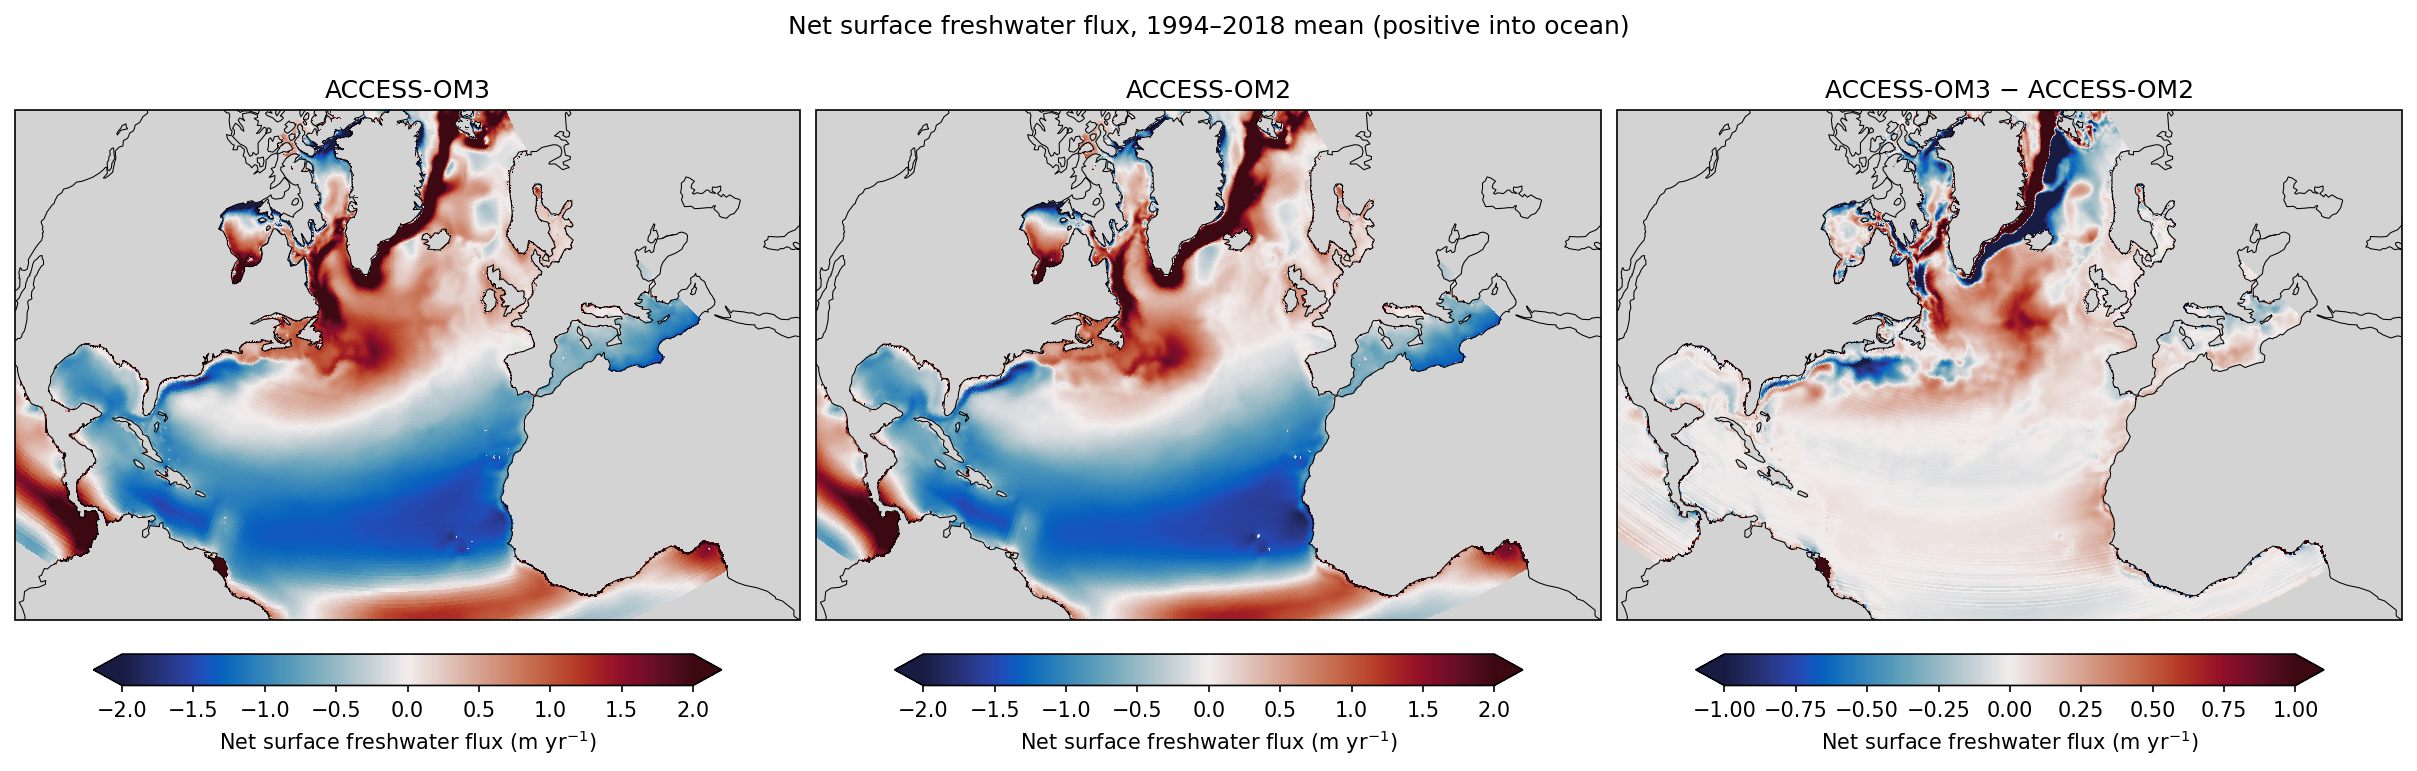 Net surface freshwater flux, 1994–2018 mean (positive into ocean)
ACCESS-OM3
ACCESS-OM2
ACCESS-OM3 − ACCESS-OM2
−2.0 −1.5 −1.0 −0.5 0.0 0.5 1.0 1.5 2.0
Net surface freshwater flux (m yr⁻¹)
−2.0 −1.5 −1.0 −0.5 0.0 0.5 1.0 1.5 2.0
Net surface freshwater flux (m yr⁻¹)
−1.00 −0.75 −0.50 −0.25 0.00 0.25 0.50 0.75 1.00
Net surface freshwater flux (m yr⁻¹)